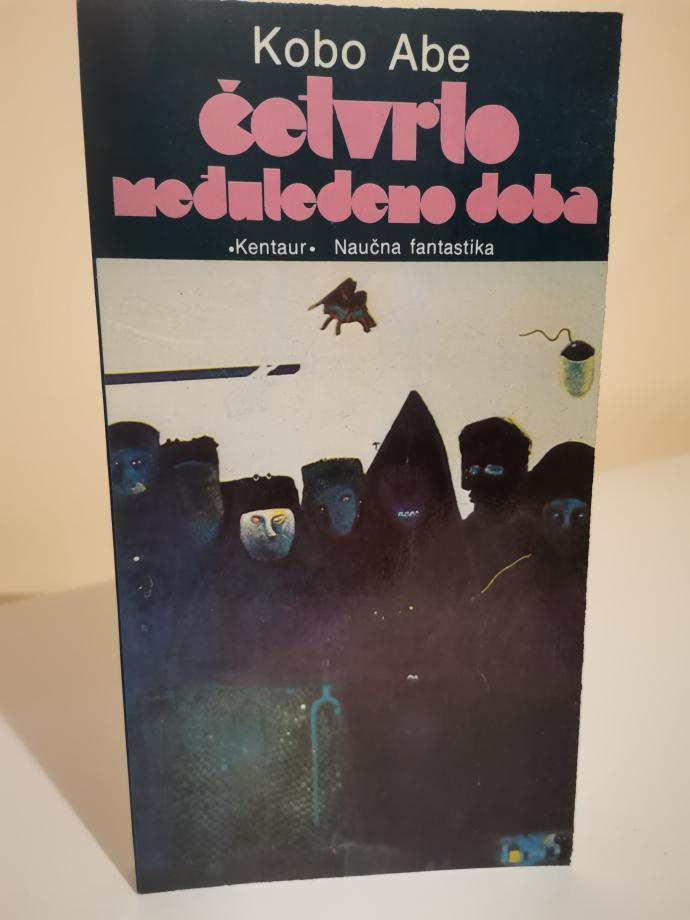 Kobo Abe
četvrto
međuledeno doba
•Kentaur• Naučna fantastika